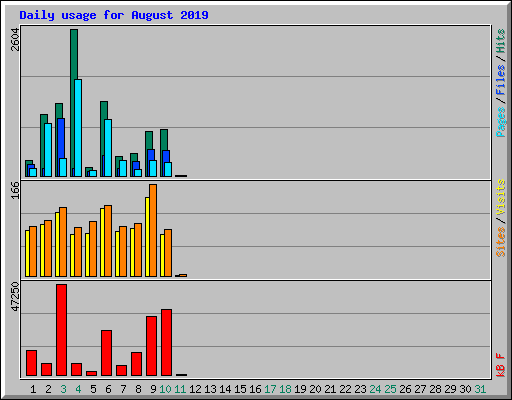 Daily usage for August 2019
2604
Pages / Files / Hits
166
Sites / Visits
47250
kB F
1 2 3 4 5 6 7 8 9 10 11 12 13 14 15 16 17 18 19 20 21 22 23 24 25 26 27 28 29 30 31